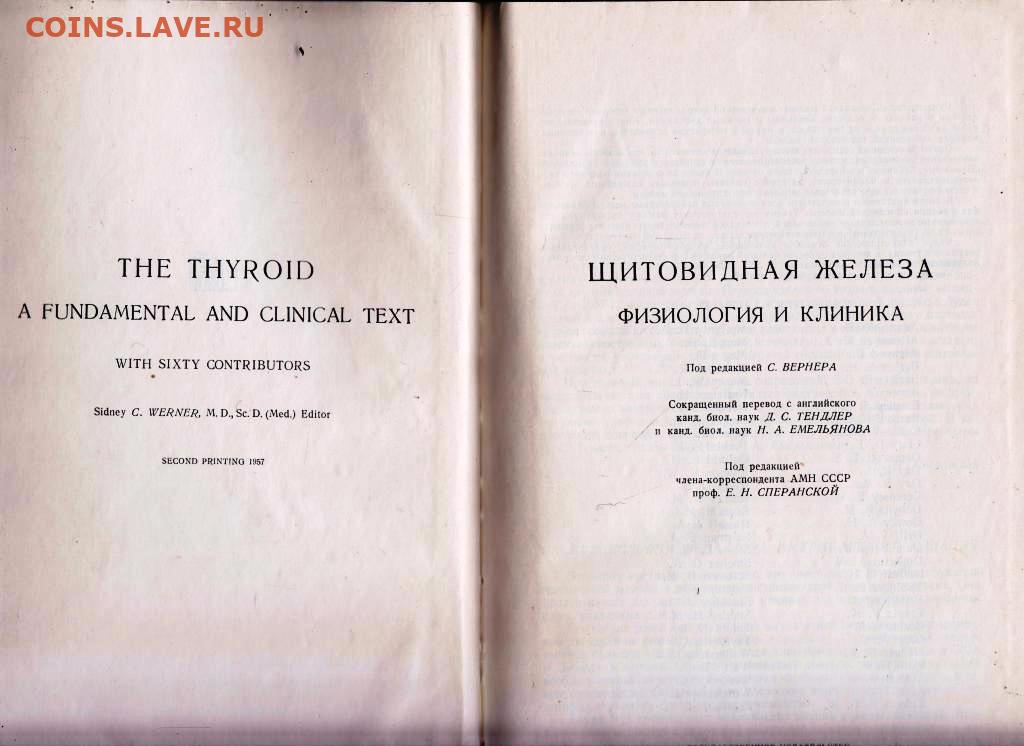 COINS.LAVE.RU
THE THYROID
A FUNDAMENTAL AND CLINICAL TEXT
WITH SIXTY CONTRIBUTORS
Sidney C. WERNER, M. D., Sc. D. (Med.) Editor
SECOND PRINTING 1957
ЩИТОВИДНАЯ ЖЕЛЕЗА
ФИЗИОЛОГИЯ И КЛИНИКА
Под редакцией С. ВЕРНЕРА
Сокращенный перевод с английского
канд. биол. наук Д. С. ТЕНДЛЕР
и канд. биол. наук Н. А. ЕМЕЛЬЯНОВА
Под редакцией
члена-корреспондента АМН СССР
проф. Е. Н. СПЕРАНСКОЙ